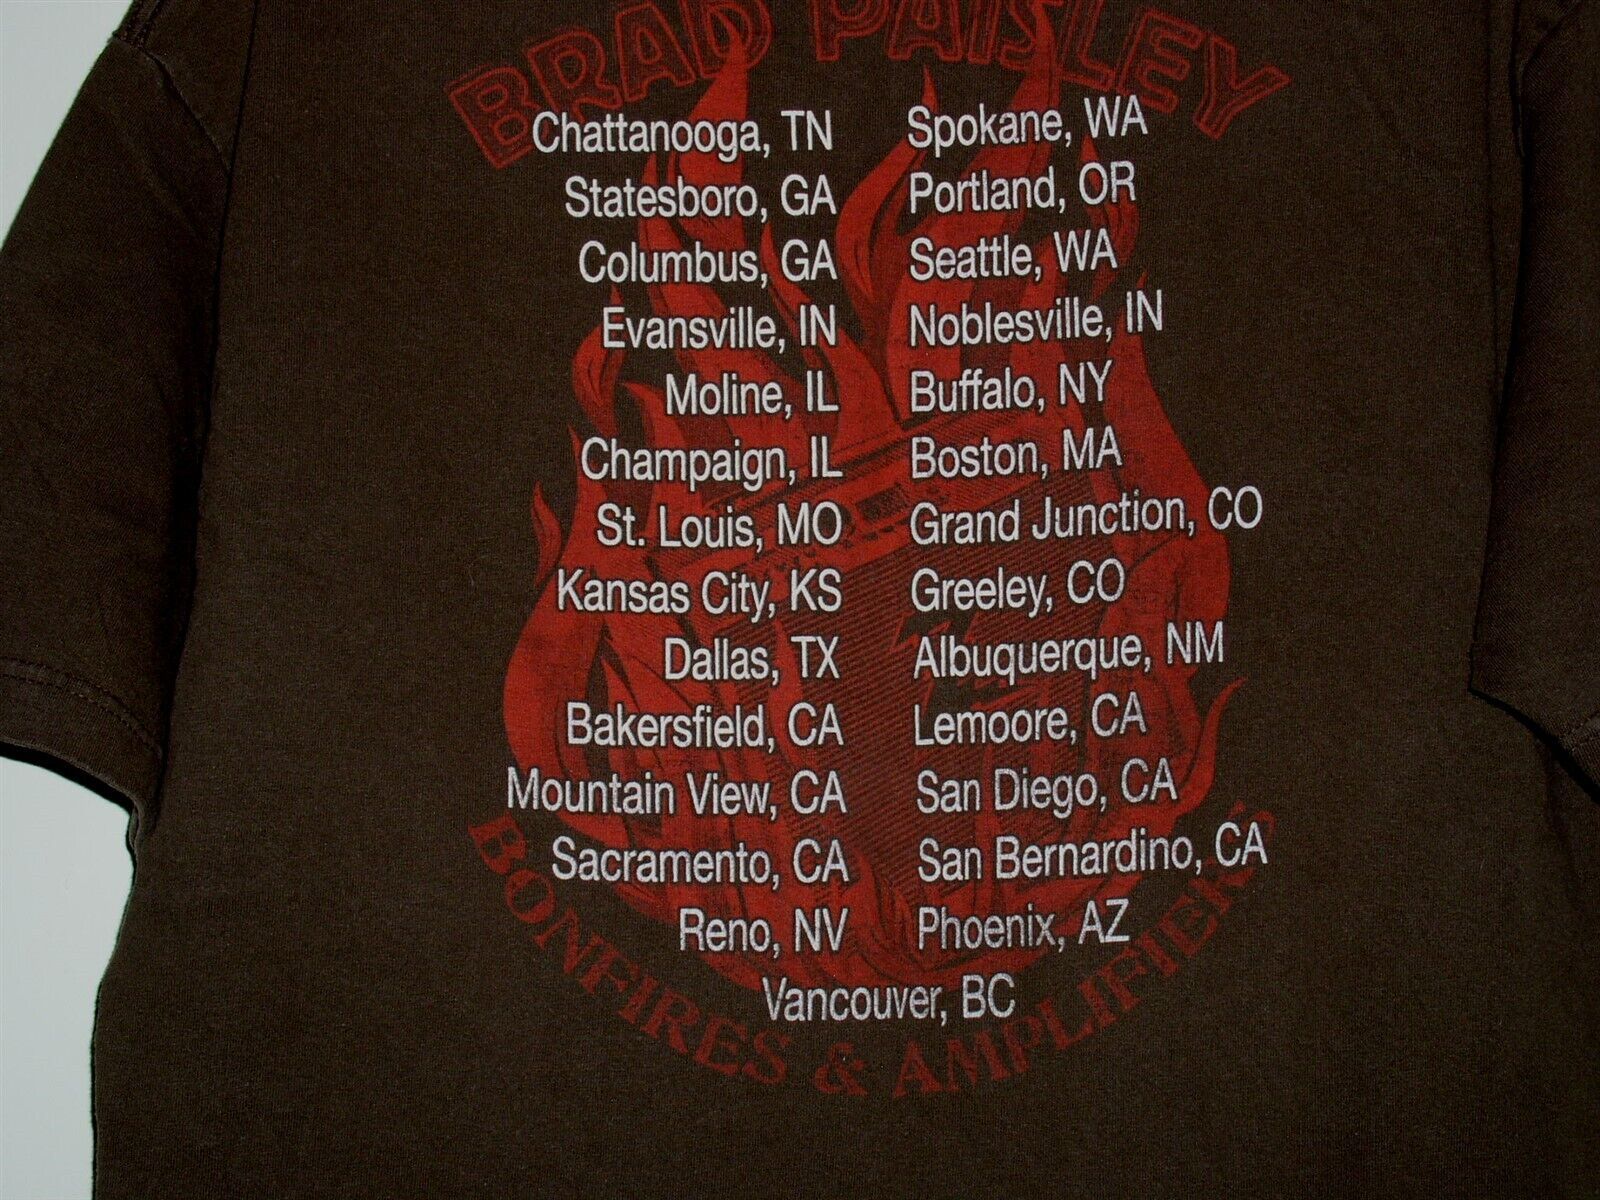 BRAD PAISLEY
Chattanooga, TN
Statesboro, GA
Columbus, GA
Evansville, IN
Moline, IL
Champaign, IL
St. Louis, MO
Kansas City, KS
Dallas, TX
Bakersfield, CA
Mountain View, CA
Sacramento, CA
Reno, NV
Spokane, WA
Portland, OR
Seattle, WA
Noblesville, IN
Buffalo, NY
Boston, MA
Grand Junction, CO
Greeley, CO
Albuquerque, NM
Lemoore, CA
San Diego, CA
San Bernardino, CA
Phoenix, AZ
Vancouver, BC
BONFIRES & AMPLIFIERS